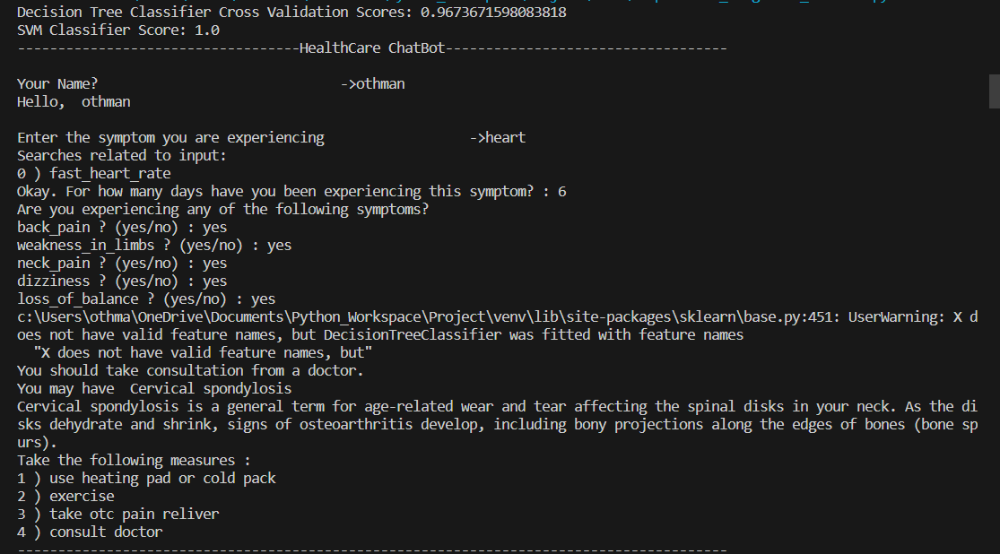 Decision Tree Classifier Cross Validation Scores: 0.9673671598083818
SVM Classifier Score: 1.0
-----------------------------------HealthCare ChatBot-----------------------------------
Your Name?                              ->othman
Hello,  othman
Enter the symptom you are experiencing                  ->heart
Searches related to input:
0 ) fast_heart_rate
Okay. For how many days have you been experiencing this symptom? : 6
Are you experiencing any of the following symptoms?
back_pain ? (yes/no) : yes
weakness_in_limbs ? (yes/no) : yes
neck_pain ? (yes/no) : yes
dizziness ? (yes/no) : yes
loss_of_balance ? (yes/no) : yes
c:\Users\othma\OneDrive\Documents\Python_Workspace\Project\venv\lib\site-packages\sklearn\base.py:451: UserWarning: X d
oes not have valid feature names, but DecisionTreeClassifier was fitted with feature names
  "X does not have valid feature names, but"
You should take consultation from a doctor.
You may have  Cervical spondylosis
Cervical spondylosis is a general term for age-related wear and tear affecting the spinal disks in your neck. As the di
sks dehydrate and shrink, signs of osteoarthritis develop, including bony projections along the edges of bones (bone sp
urs).
Take the following measures :
1 ) use heating pad or cold pack
2 ) exercise
3 ) take otc pain reliver
4 ) consult doctor
----------------------------------------------------------------------------------------